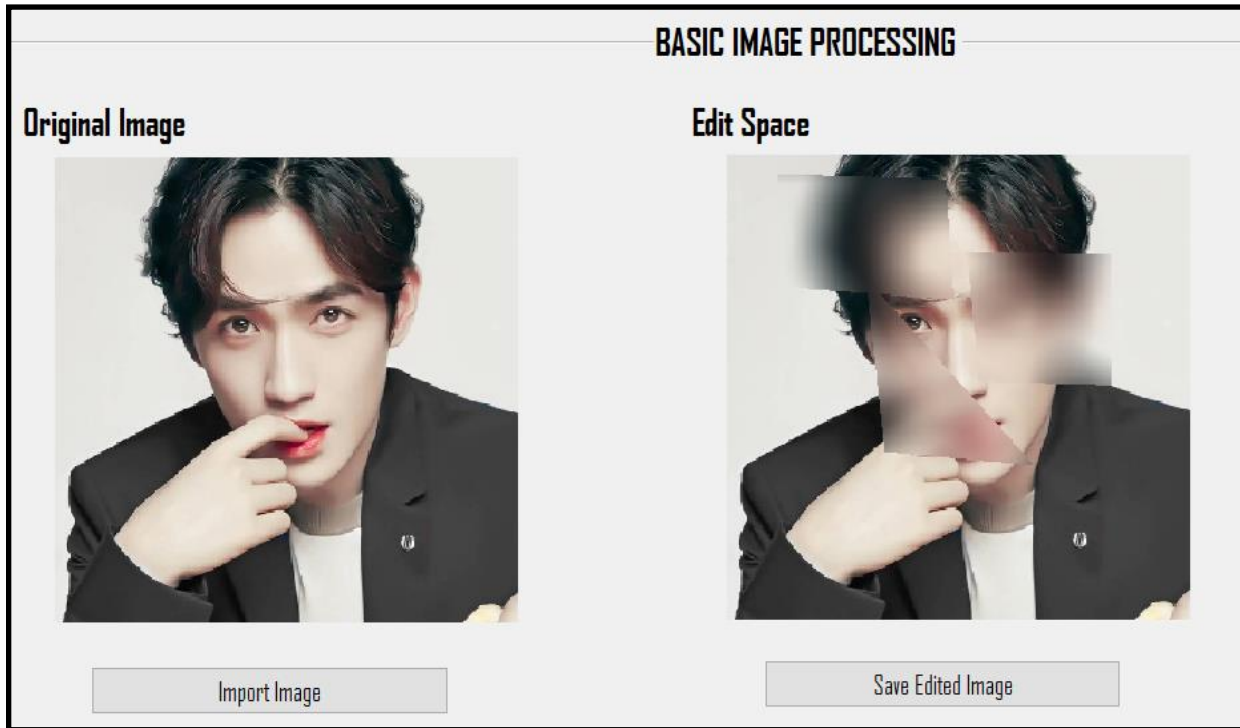 BASIC IMAGE PROCESSING
Original Image
Edit Space
Import Image
Save Edited Image